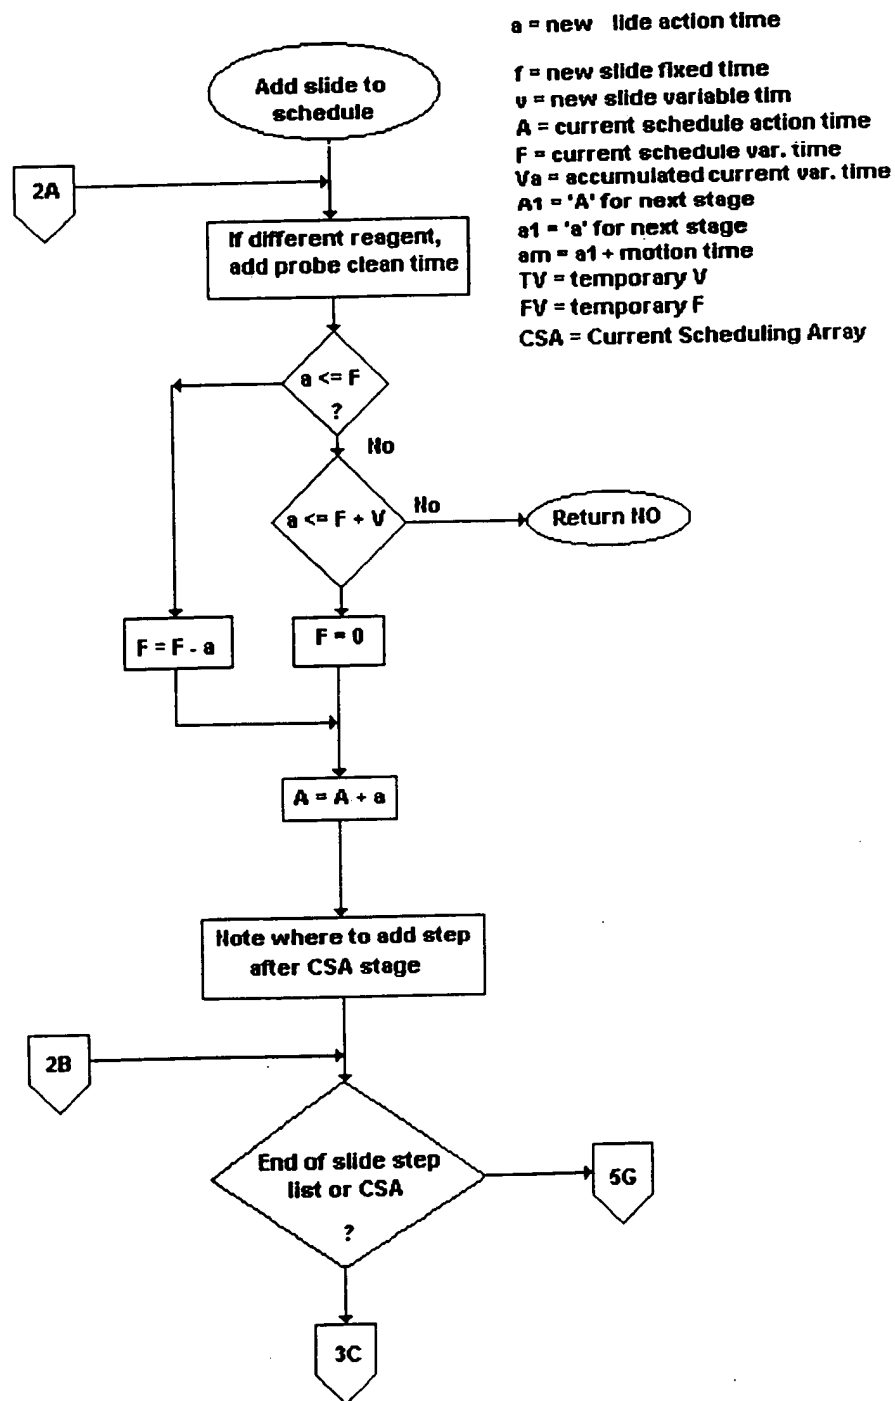 a = new lide action time
f = new slide fixed time
v = new slide variable tim
A = current schedule action time
F = current schedule var. time
Va = accumulated current var. time
A1 = 'A' for next stage
a1 = 'a' for next stage
am = a1 + motion time
TV = temporary V
FV = temporary F
CSA = Current Scheduling Array
Add slide to
schedule
2A
If different reagent,
add probe clean time
a <= F
?
No
a <= F + V
No
Return NO
F = F - a
F = 0
A = A + a
Note where to add step
after CSA stage
2B
End of slide step
list or CSA
?
5G
3C